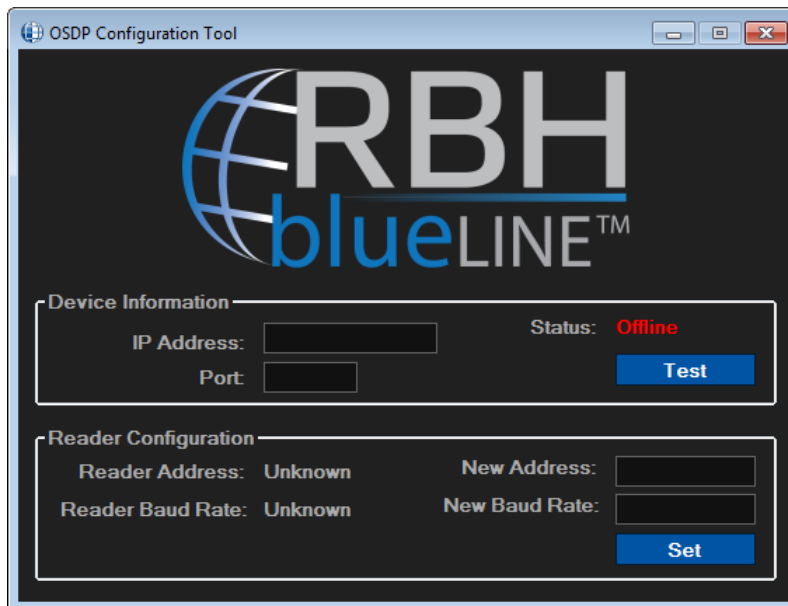 OSDP Configuration Tool
RBH
blueLINE™
Device Information
IP Address:
Status: Offline
Port:
Test
Reader Configuration
Reader Address: Unknown
New Address:
Reader Baud Rate: Unknown
New Baud Rate:
Set